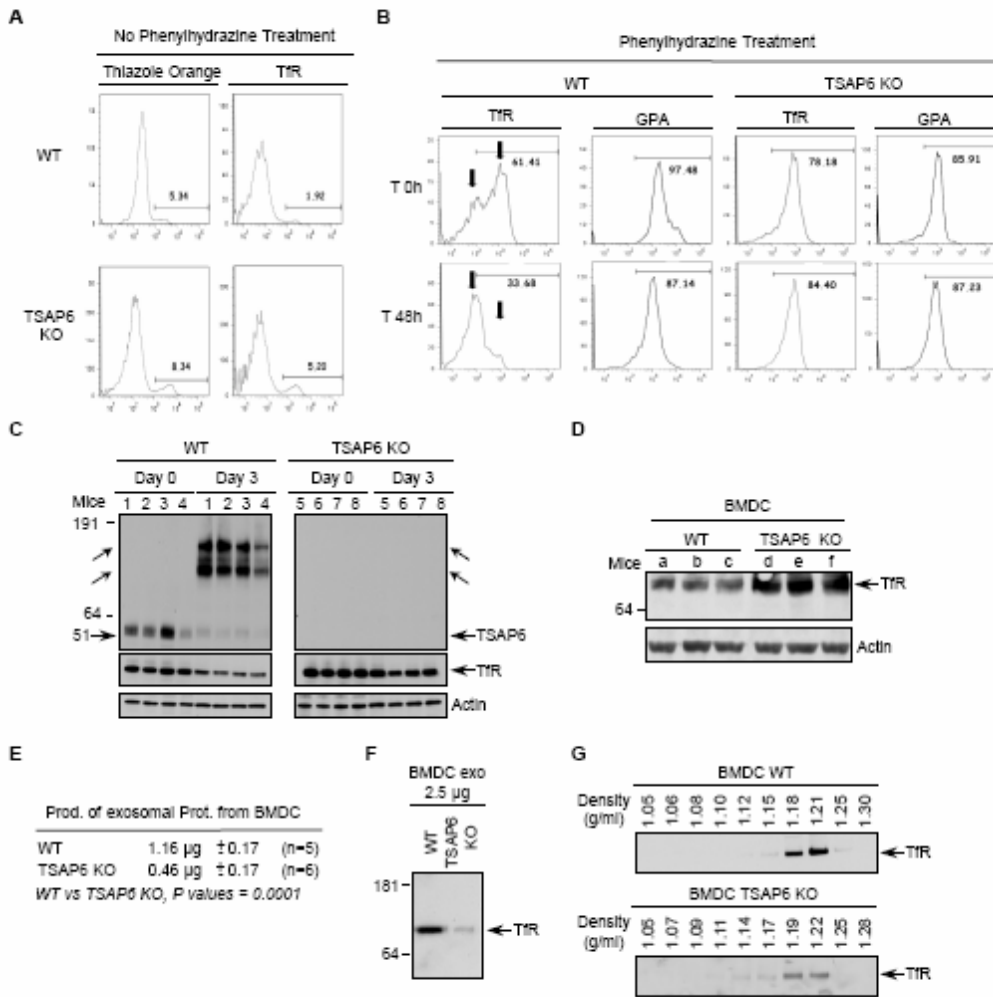 A
No Phenylhydrazine Treatment
Thiazole Orange TfR
WT
5.34
1.92
TSAP6 KO
8.34
5.20
B
Phenylhydrazine Treatment
WT TSAP6 KO
TfR GPA TfR GPA
T 0h
61.41
97.48
78.18
85.91
T 48h
33.68
87.14
84.40
87.23
C
WT TSAP6 KO
Day 0 Day 3 Day 0 Day 3
Mice 1 2 3 4 1 2 3 4 5 6 7 8 5 6 7 8
191
64
51
TSAP6
TfR
Actin
D
BMDC
WT TSAP6 KO
Mice a b c d e f
TfR
64
Actin
E
Prod. of exosomal Prot. from BMDC
WT 1.16 µg ±0.17 (n=5)
TSAP6 KO 0.46 µg ±0.17 (n=6)
WT vs TSAP6 KO, P values = 0.0001
F
BMDC exo
2.5 µg
WT
TSAP6
KO
181
TfR
64
G
BMDC WT
Density (g/ml) 1.05 1.06 1.08 1.10 1.12 1.15 1.18 1.21 1.25 1.30
TfR
BMDC TSAP6 KO
Density (g/ml) 1.05 1.07 1.09 1.11 1.14 1.17 1.19 1.22 1.25 1.28
TfR